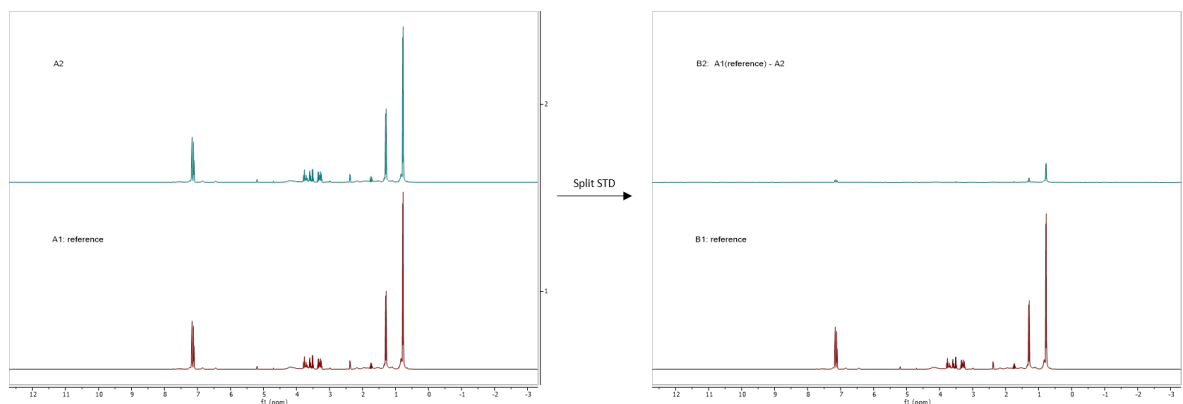 A2
2
A1: reference
1
12 11 10 9 8 7 6 5 4 3 2 1 0 -1 -2 -3
f1 (ppm)
Split STD
B2: A1(reference) - A2
B1: reference
12 11 10 9 8 7 6 5 4 3 2 1 0 -1 -2 -3
f1 (ppm)